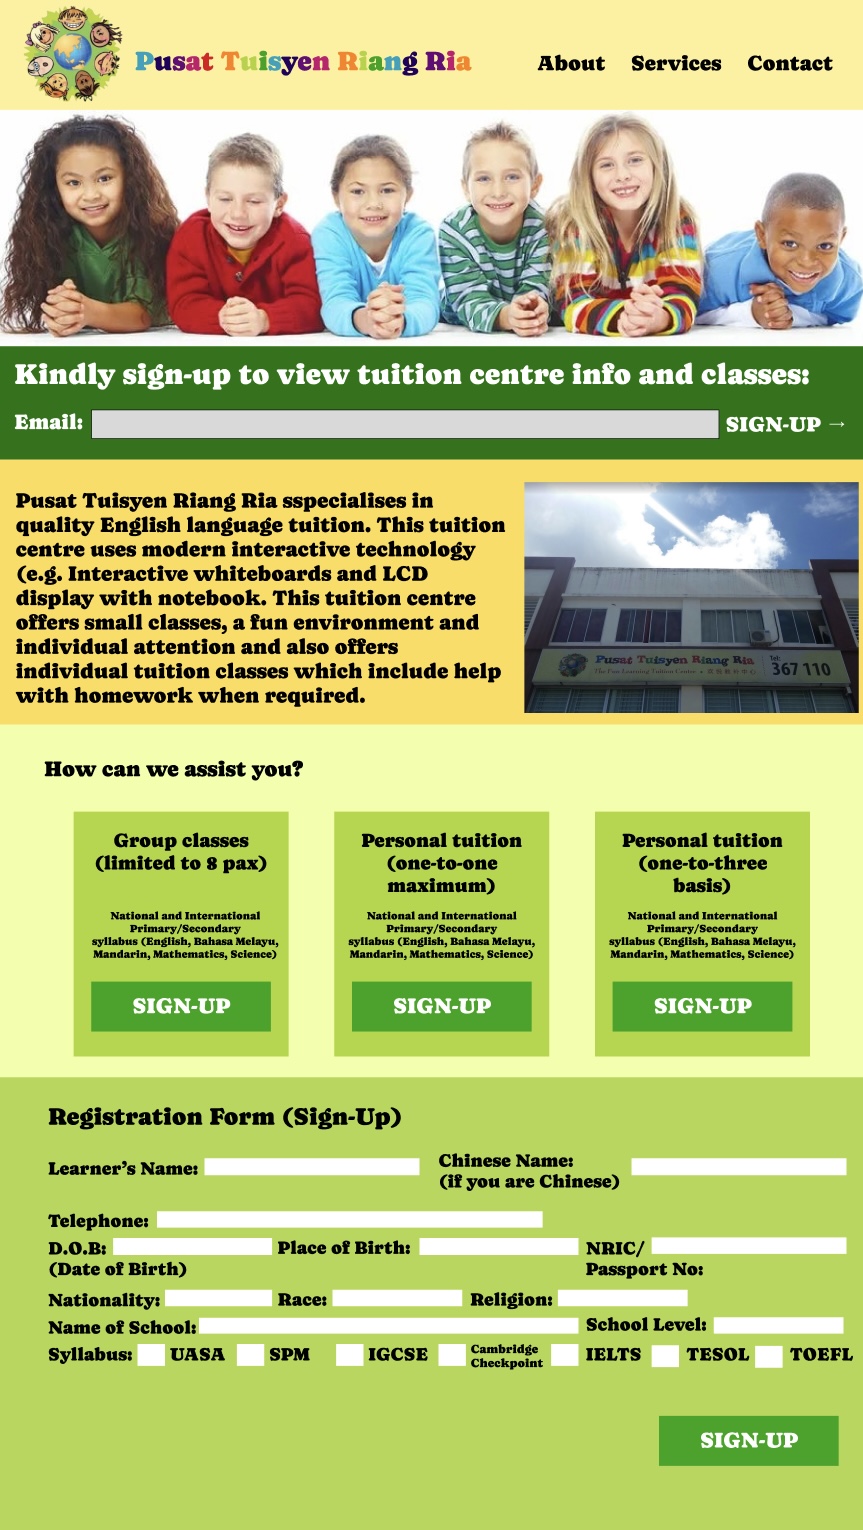 Pusat Tuisyen Riang Ria
About Services Contact
Kindly sign-up to view tuition centre info and classes:
Email: SIGN-UP →
Pusat Tuisyen Riang Ria sspecialises in
quality English language tuition. This tuition
centre uses modern interactive technology
(e.g. Interactive whiteboards and LCD
display with notebook. This tuition centre
offers small classes, a fun environment and
individual attention and also offers
individual tuition classes which include help
with homework when required.
Pusat Tuisyen Riang Ria
The Fun Learning Tuition Centre
Tel:
367 110
How can we assist you?
Group classes
(limited to 8 pax)
National and International
Primary/Secondary
syllabus (English, Bahasa Melayu,
Mandarin, Mathematics, Science)
SIGN-UP
Personal tuition
(one-to-one
maximum)
National and International
Primary/Secondary
syllabus (English, Bahasa Melayu,
Mandarin, Mathematics, Science)
SIGN-UP
Personal tuition
(one-to-three
basis)
National and International
Primary/Secondary
syllabus (English, Bahasa Melayu,
Mandarin, Mathematics, Science)
SIGN-UP
Registration Form (Sign-Up)
Learner’s Name:
Chinese Name:
(if you are Chinese)
Telephone:
D.O.B:
(Date of Birth)
Place of Birth:
NRIC/
Passport No:
Nationality: Race: Religion:
Name of School: School Level:
Syllabus: UASA SPM IGCSE
Cambridge
Checkpoint
IELTS TESOL TOEFL
SIGN-UP